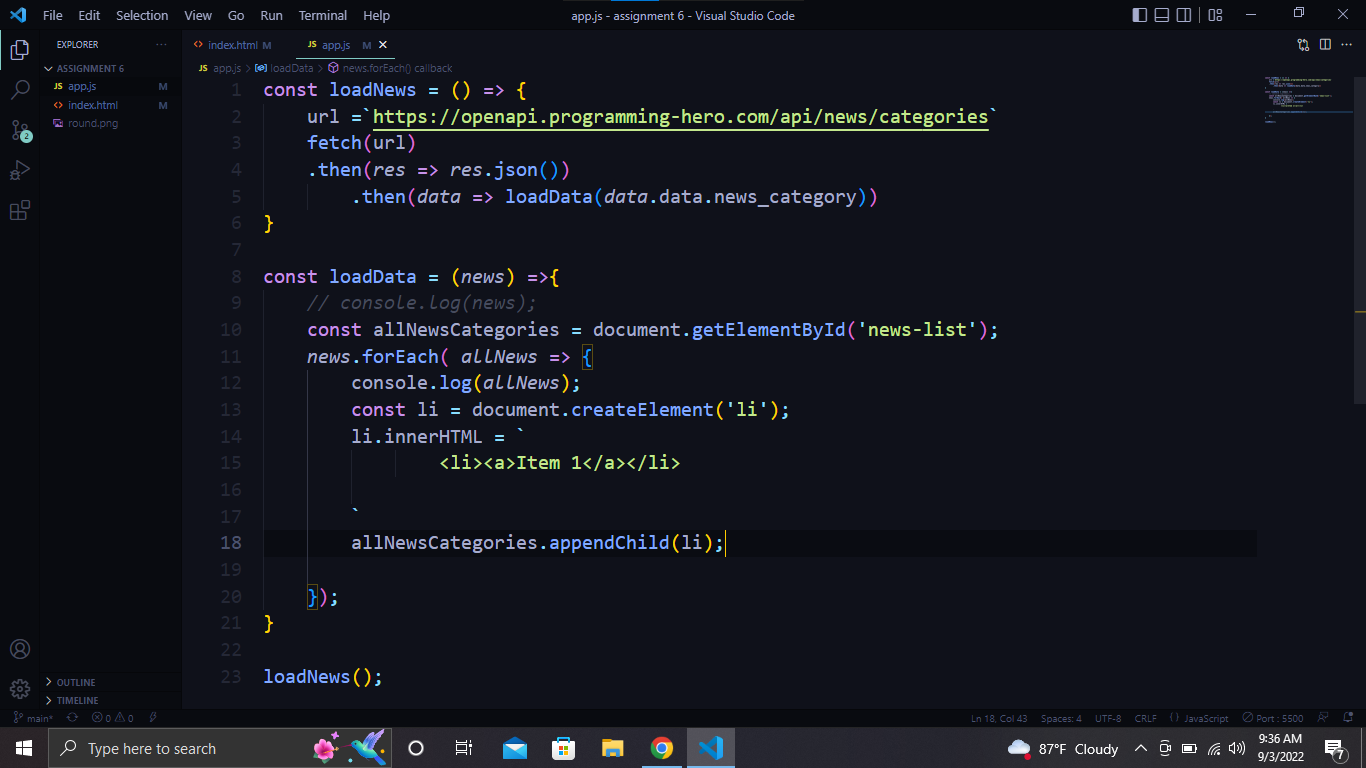 File Edit Selection View Go Run Terminal Help app.js - assignment 6 - Visual Studio Code
EXPLORER ···
index.html M
JS app.js M
ASSIGNMENT 6
JS app.js M
index.html M
round.png
JS app.js > loadData > news.forEach() callback
1 const loadNews = () => {
2 url =`https://openapi.programming-hero.com/api/news/categories`
3 fetch(url)
4 .then(res => res.json())
5 .then(data => loadData(data.data.news_category))
6 }
7
8 const loadData = (news) =>{
9 // console.log(news);
10 const allNewsCategories = document.getElementById('news-list');
11 news.forEach( allNews => {
12 console.log(allNews);
13 const li = document.createElement('li');
14 li.innerHTML = `
15 <li><a>Item 1</a></li>
16
17 `
18 allNewsCategories.appendChild(li);
19
20 });
21 }
22
23 loadNews();
2
OUTLINE
TIMELINE
main* 0 0 Ln 18, Col 43 Spaces: 4 UTF-8 CRLF {} JavaScript Port : 5500
Type here to search
87°F Cloudy
9:36 AM
9/3/2022
7